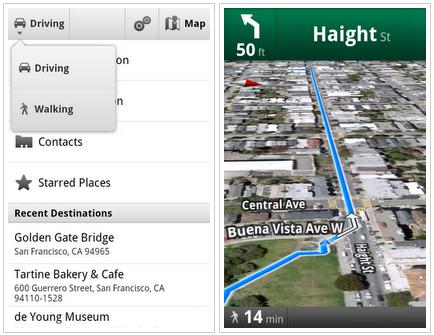 Driving
Map
Driving
on
Walking
on
Contacts
Starred Places
Recent Destinations
Golden Gate Bridge
San Francisco, CA 94965
Tartine Bakery & Cafe
600 Guerrero Street, San Francisco, CA
94110-1528
de Young Museum
50 ft
Haight St
Central Ave
Buena Vista Ave W
Haight St
14 min